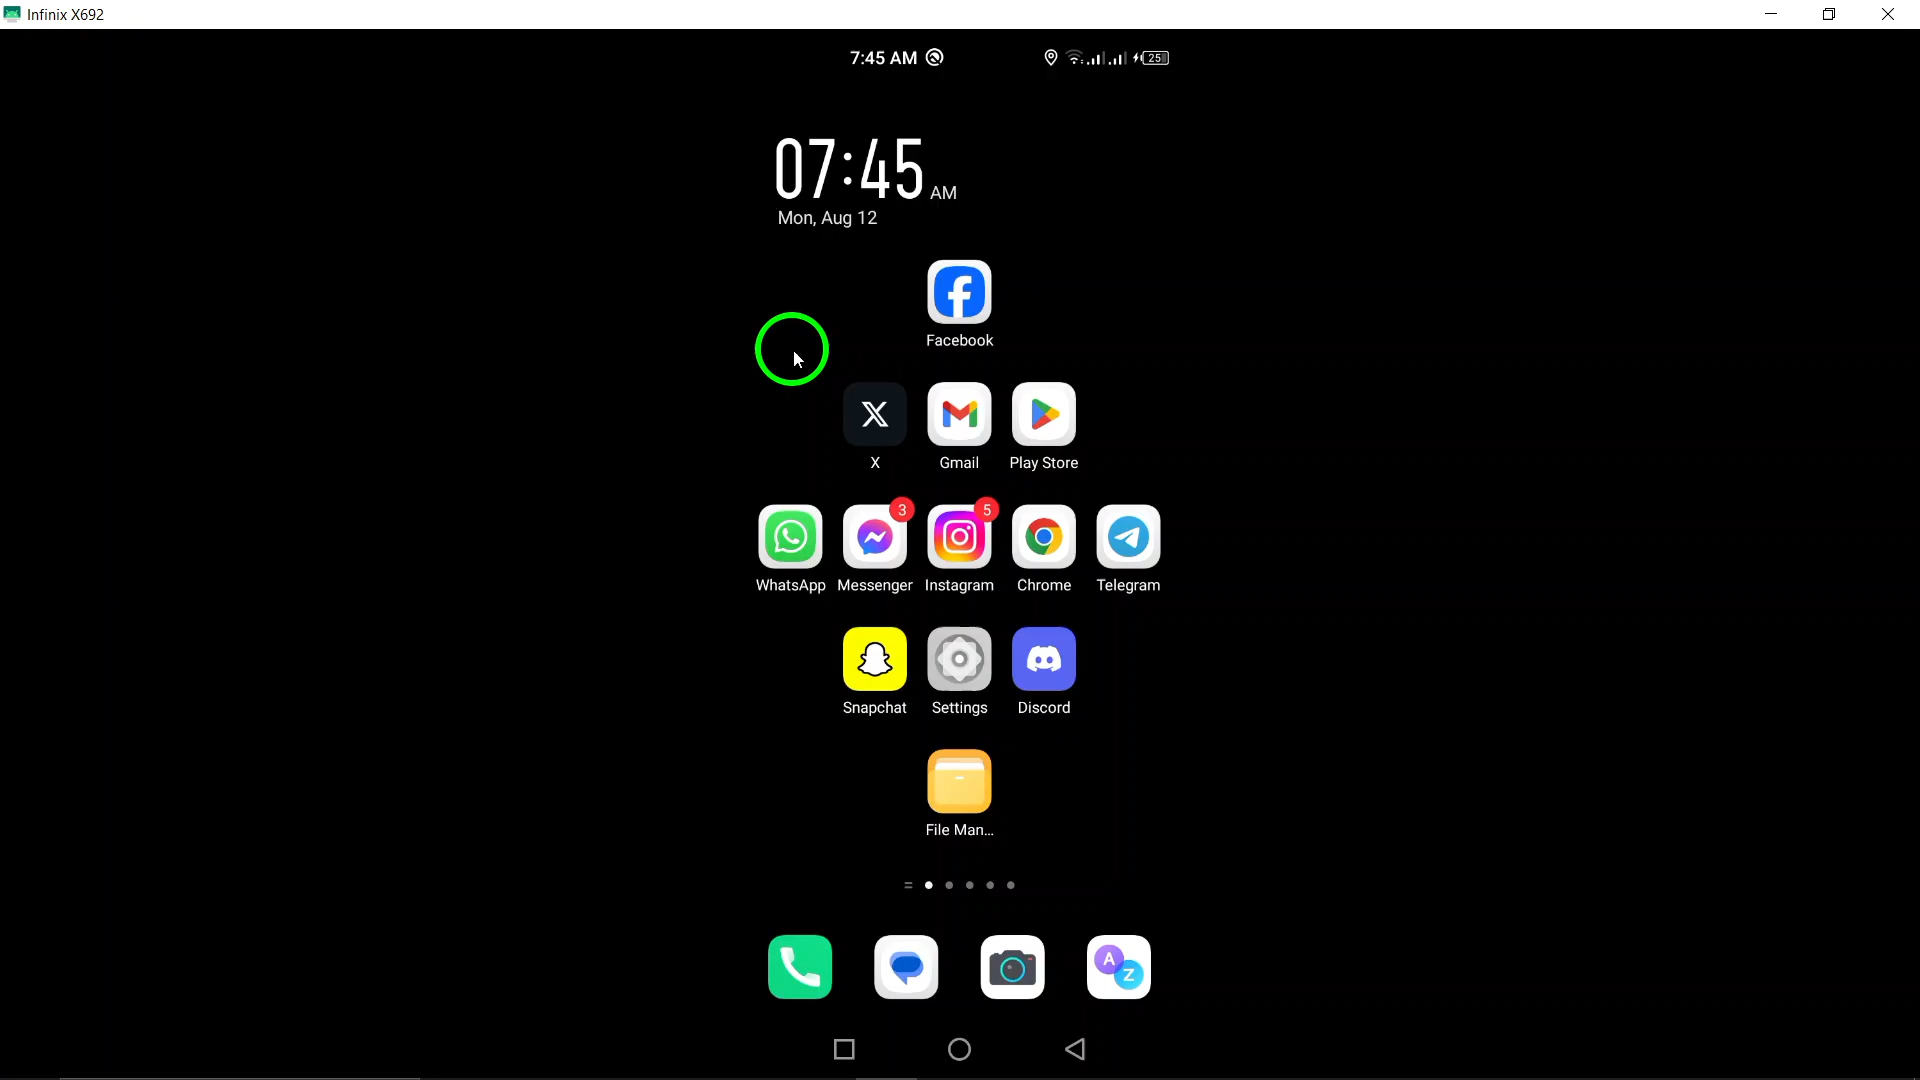 Infinix X692
7:45 AM
25
07:45 AM
Mon, Aug 12
Facebook
X
Gmail
Play Store
3
5
WhatsApp
Messenger
Instagram
Chrome
Telegram
Snapchat
Settings
Discord
File Man...
A
Z